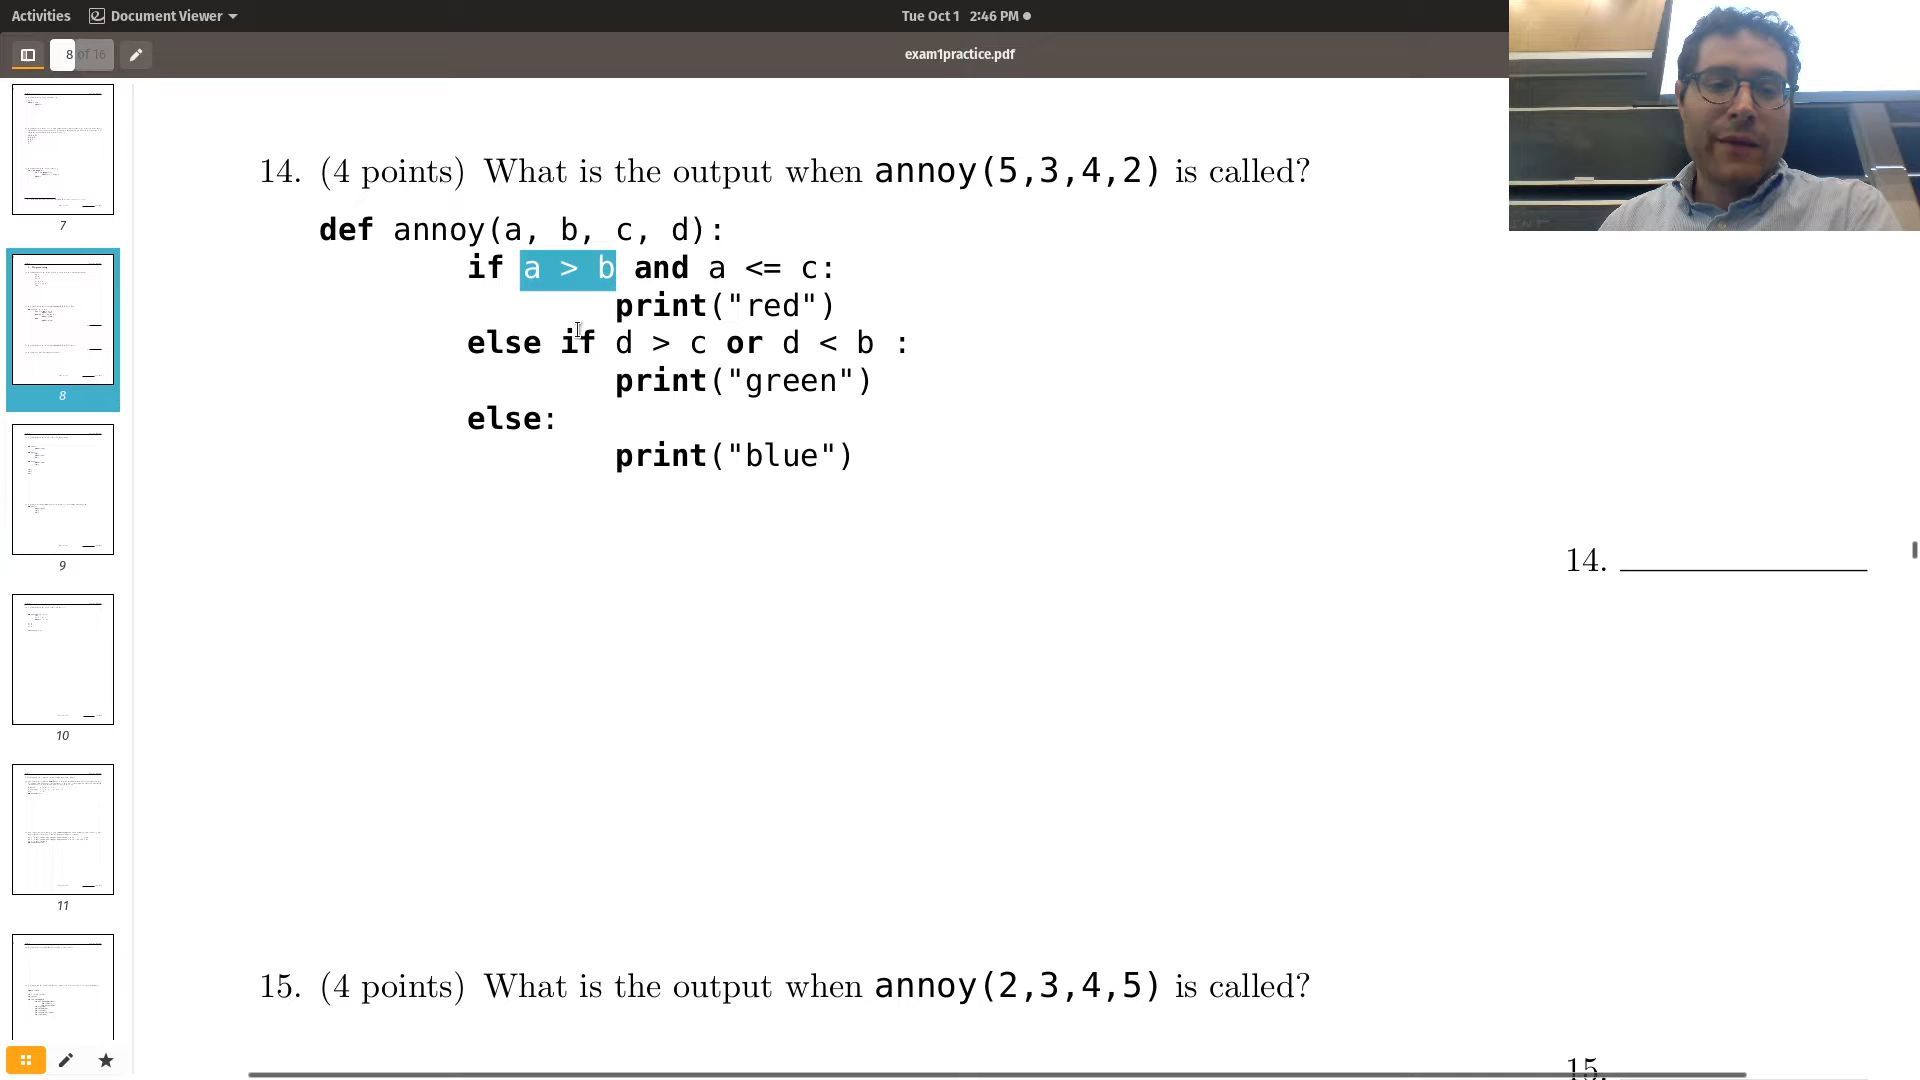 Activities
Document Viewer
Tue Oct 1 2:46 PM
8 of 16
exam1practice.pdf
7
8
9
10
11
14. (4 points) What is the output when annoy(5,3,4,2) is called?
def annoy(a, b, c, d):
if a > b and a <= c:
print("red")
else if d > c or d < b :
print("green")
else:
print("blue")
14.
15. (4 points) What is the output when annoy(2,3,4,5) is called?
15.